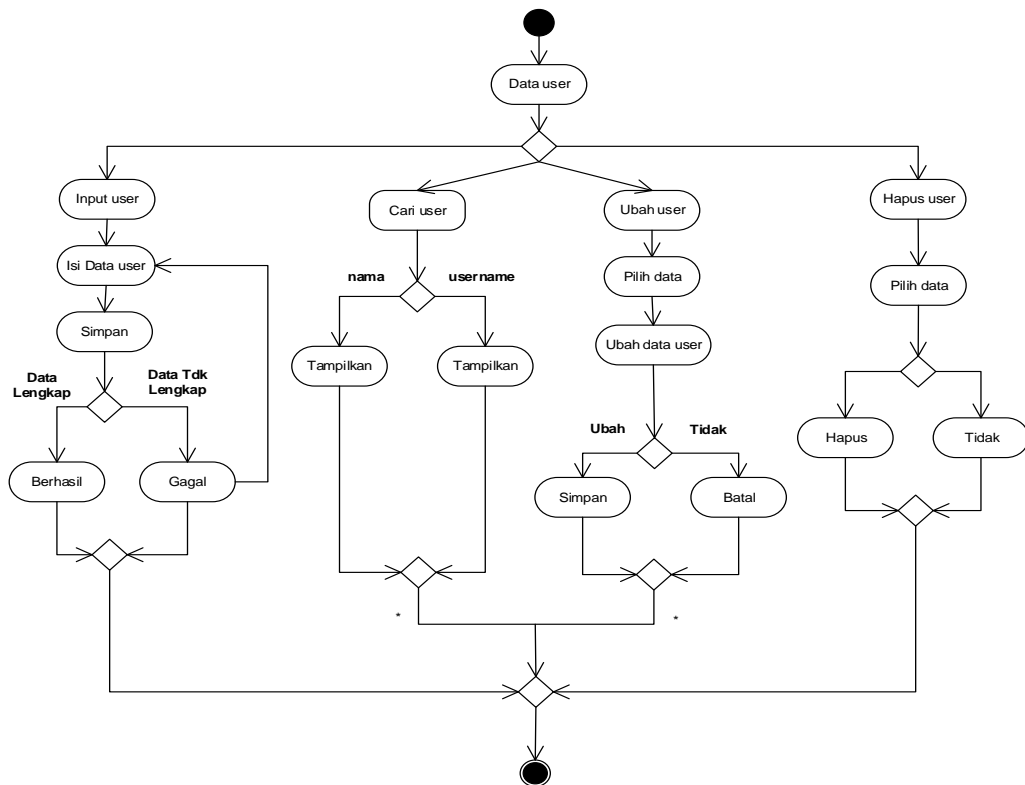 Data user
Input user
Cari user
Ubah user
Hapus user
Isi Data user
nama
username
Pilih data
Pilih data
Simpan
Ubah data user
Tampilkan
Tampilkan
Data
Lengkap
Data Tdk
Lengkap
Ubah
Tidak
Hapus
Tidak
Berhasil
Gagal
Simpan
Batal
*
*